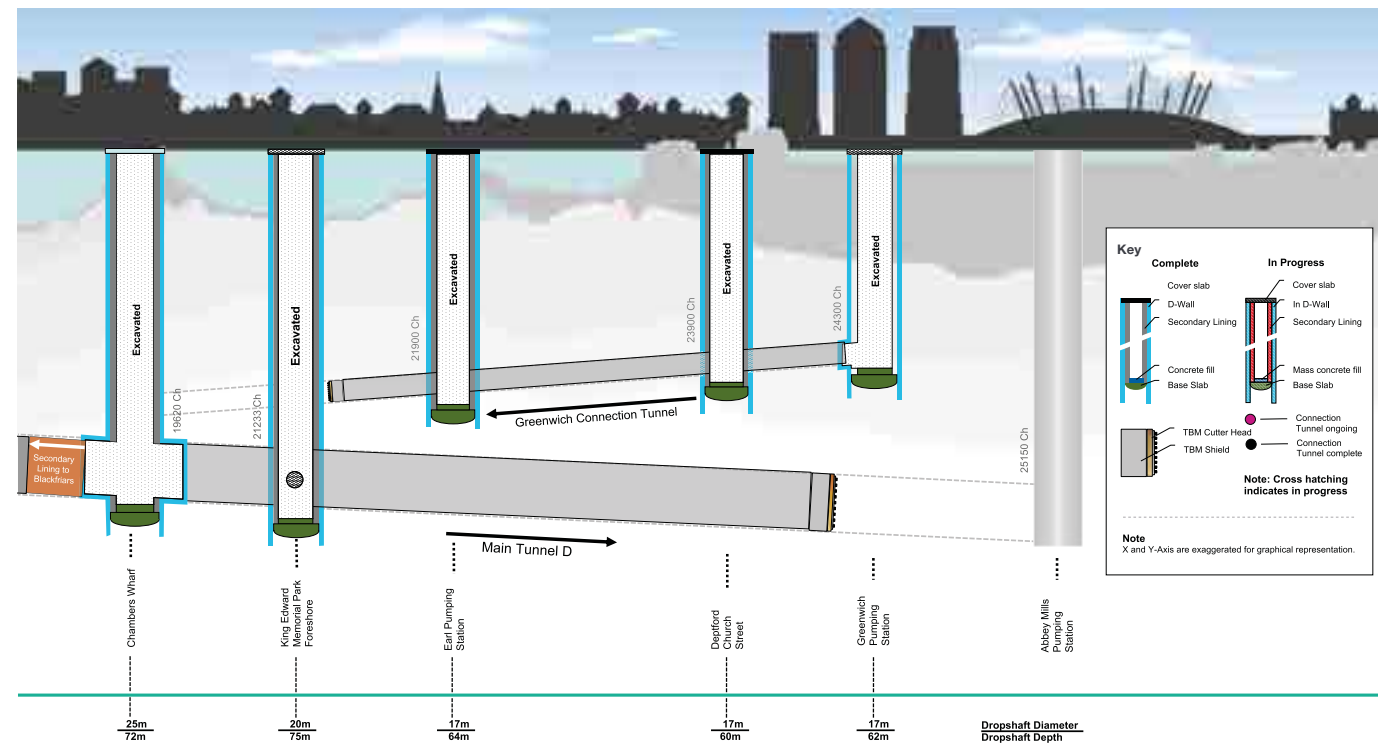 Excavated
Excavated
Excavated
Excavated
Excavated
19620 Ch
21233 Ch
21900 Ch
23900 Ch
24300 Ch
25150 Ch
Secondary
Lining to
Blackfriars
Greenwich Connection Tunnel
Main Tunnel D
Key
Complete
In Progress
Cover slab
D-Wall
Secondary Lining
Concrete fill
Base Slab
Cover slab
In D-Wall
Secondary Lining
Mass concrete fill
Base Slab
TBM Cutter Head
TBM Shield
Connection
Tunnel ongoing
Connection
Tunnel complete
Note: Cross hatching
indicates in progress
Note
X and Y-Axis are exaggerated for graphical representation.
Chambers Wharf
King Edward
Memorial Park
Foreshore
Earl Pumping
Station
Deptford
Church
Street
Greenwich
Pumping
Station
Abbey Mills
Pumping
Station
25m
72m
20m
75m
17m
64m
17m
60m
17m
62m
Dropshaft Diameter
Dropshaft Depth